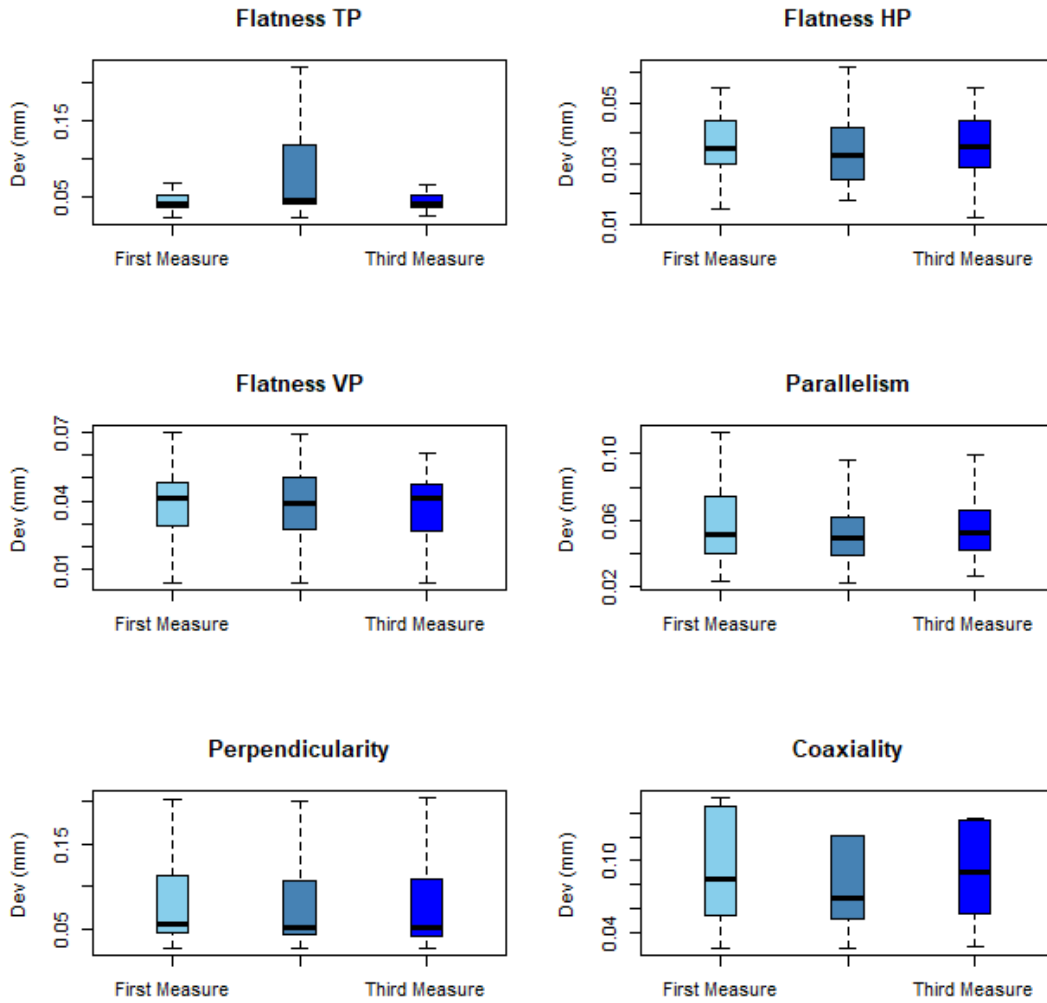 Flatness TP
Dev (mm)
0.05 0.15
First Measure Third Measure
Flatness HP
Dev (mm)
0.01 0.03 0.05
First Measure Third Measure
Flatness VP
Dev (mm)
0.01 0.04 0.07
First Measure Third Measure
Parallelism
Dev (mm)
0.02 0.06 0.10
First Measure Third Measure
Perpendicularity
Dev (mm)
0.05 0.15
First Measure Third Measure
Coaxiality
Dev (mm)
0.04 0.10
First Measure Third Measure